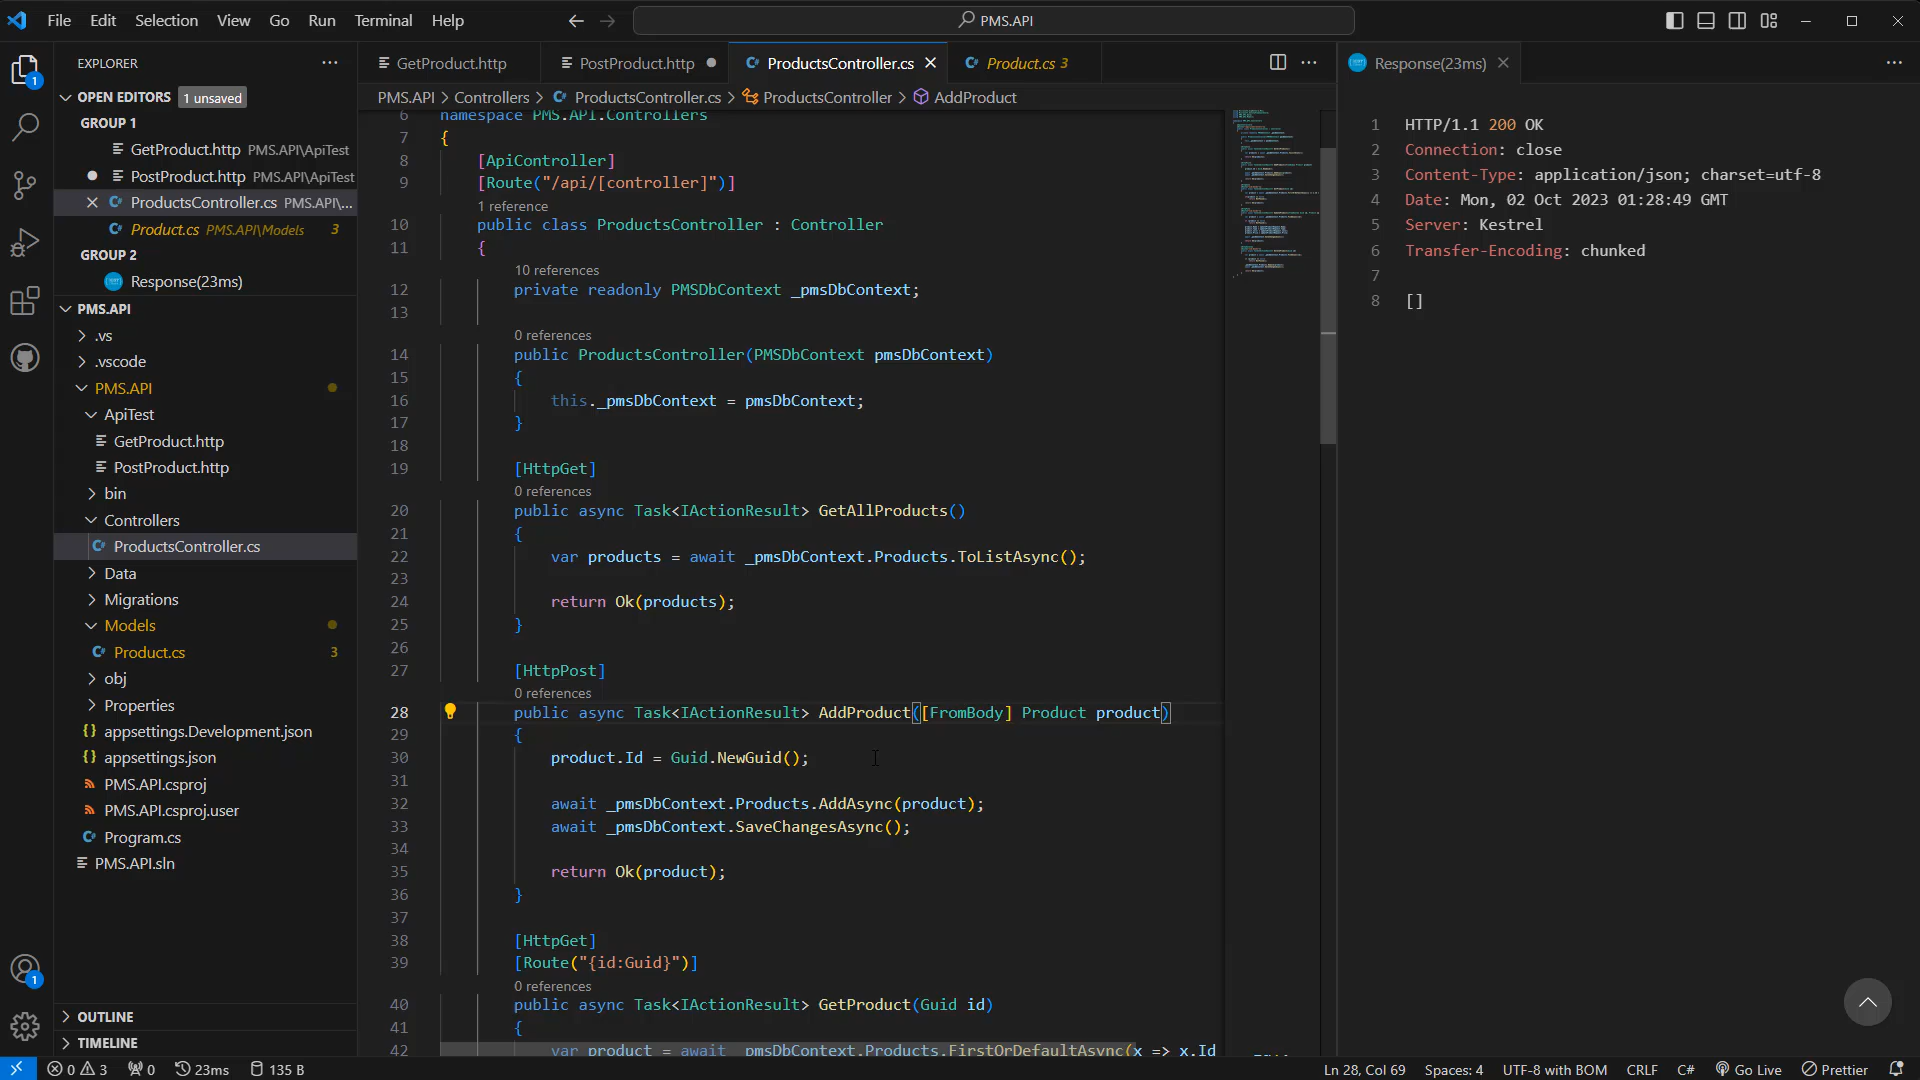 File Edit Selection View Go Run Terminal Help
PMS.API
EXPLORER
OPEN EDITORS 1 unsaved
GROUP 1
GetProduct.http PMS.API\ApiTest
PostProduct.http PMS.API\ApiTest
ProductsController.cs PMS.API\...
Product.cs PMS.API\Models 3
GROUP 2
Response(23ms)
PMS.API
.vs
.vscode
PMS.API
ApiTest
GetProduct.http
PostProduct.http
bin
Controllers
ProductsController.cs
Data
Migrations
Models
Product.cs 3
obj
Properties
appsettings.Development.json
appsettings.json
PMS.API.csproj
PMS.API.csproj.user
Program.cs
PMS.API.sln
OUTLINE
TIMELINE
1
1
GetProduct.http PostProduct.http ProductsController.cs Product.cs 3
PMS.API > Controllers > ProductsController.cs > ProductsController > AddProduct
6 namespace PMS.API.Controllers
7 {
8 [ApiController]
9 [Route("/api/[controller]")]
1 reference
10 public class ProductsController : Controller
11 {
10 references
12 private readonly PMSDbContext _pmsDbContext;
13
0 references
14 public ProductsController(PMSDbContext pmsDbContext)
15 {
16 this._pmsDbContext = pmsDbContext;
17 }
18
19 [HttpGet]
0 references
20 public async Task<IActionResult> GetAllProducts()
21 {
22 var products = await _pmsDbContext.Products.ToListAsync();
23
24 return Ok(products);
25 }
26
27 [HttpPost]
0 references
28 public async Task<IActionResult> AddProduct([FromBody] Product product)
29 {
30 product.Id = Guid.NewGuid();
31
32 await _pmsDbContext.Products.AddAsync(product);
33 await _pmsDbContext.SaveChangesAsync();
34
35 return Ok(product);
36 }
37
38 [HttpGet]
39 [Route("{id:Guid}")]
0 references
40 public async Task<IActionResult> GetProduct(Guid id)
41 {
42 var product = await _pmsDbContext.Products.FirstOrDefaultAsync(x => x.Id
Response(23ms)
1 HTTP/1.1 200 OK
2 Connection: close
3 Content-Type: application/json; charset=utf-8
4 Date: Mon, 02 Oct 2023 01:28:49 GMT
5 Server: Kestrel
6 Transfer-Encoding: chunked
7
8 []
0 3 0 23ms 135 B Ln 28, Col 69 Spaces: 4 UTF-8 with BOM CRLF C# Go Live Prettier